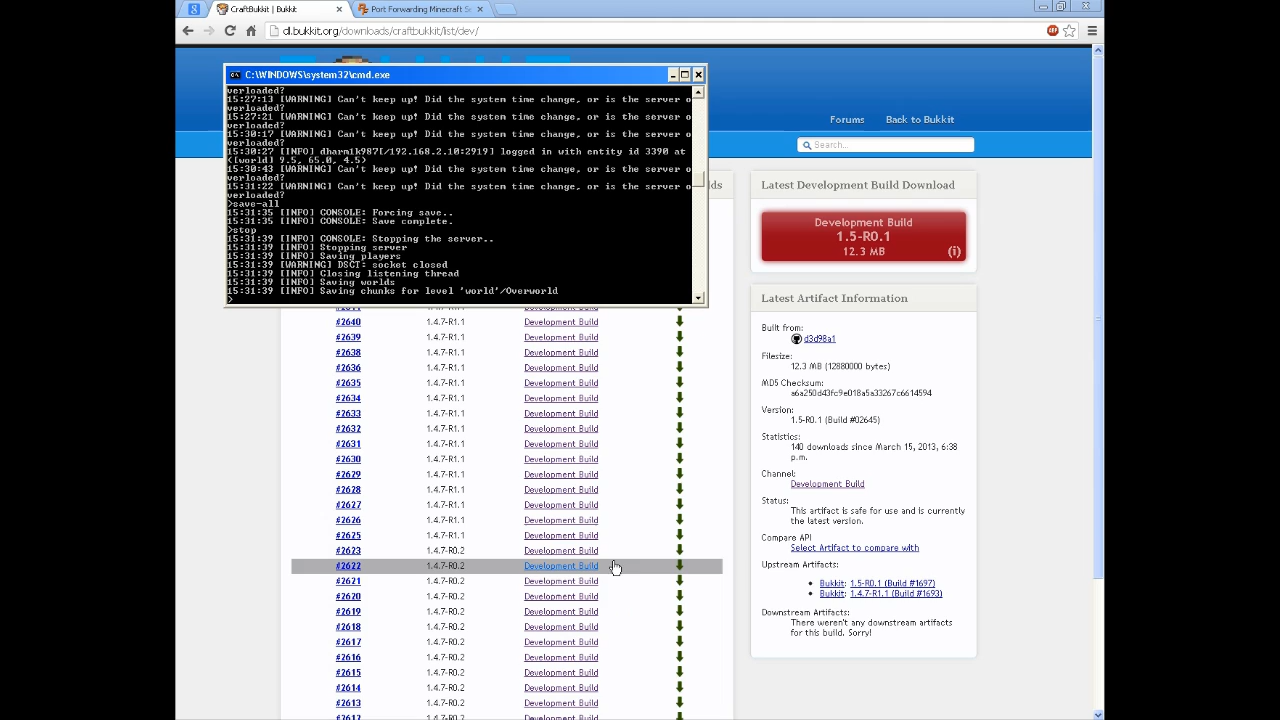 CraftBukkit | Bukkit
Port Forwarding Minecraft Se
dl.bukkit.org/downloads/craftbukkit/list/dev/
C:\WINDOWS\system32\cmd.exe
verloaded?
15:27:13 [WARNING] Can't keep up! Did the system time change, or is the server o
verloaded?
15:27:21 [WARNING] Can't keep up! Did the system time change, or is the server o
verloaded?
15:30:17 [WARNING] Can't keep up! Did the system time change, or is the server o
verloaded?
15:30:27 [INFO] dharm1k987[/192.168.2.10:2919] logged in with entity id 3390 at
([world] 9.5, 65.0, 4.5)
15:30:43 [WARNING] Can't keep up! Did the system time change, or is the server o
verloaded?
15:31:22 [WARNING] Can't keep up! Did the system time change, or is the server o
verloaded?
>save-all
15:31:35 [INFO] CONSOLE: Forcing save..
15:31:35 [INFO] CONSOLE: Save complete.
>stop
15:31:39 [INFO] CONSOLE: Stopping the server..
15:31:39 [INFO] Stopping server
15:31:39 [INFO] Saving players
15:31:39 [WARNING] DSCT: socket closed
15:31:39 [INFO] Closing listening thread
15:31:39 [INFO] Saving worlds
15:31:39 [INFO] Saving chunks for level 'world'/Overworld
>
Forums
Back to Bukkit
Search...
lds
#2640 1.4.7-R1.1 Development Build
#2639 1.4.7-R1.1 Development Build
#2638 1.4.7-R1.1 Development Build
#2636 1.4.7-R1.1 Development Build
#2635 1.4.7-R1.1 Development Build
#2634 1.4.7-R1.1 Development Build
#2633 1.4.7-R1.1 Development Build
#2632 1.4.7-R1.1 Development Build
#2631 1.4.7-R1.1 Development Build
#2630 1.4.7-R1.1 Development Build
#2629 1.4.7-R1.1 Development Build
#2628 1.4.7-R1.1 Development Build
#2627 1.4.7-R1.1 Development Build
#2626 1.4.7-R1.1 Development Build
#2625 1.4.7-R1.1 Development Build
#2623 1.4.7-R0.2 Development Build
#2622 1.4.7-R0.2 Development Build
#2621 1.4.7-R0.2 Development Build
#2620 1.4.7-R0.2 Development Build
#2619 1.4.7-R0.2 Development Build
#2618 1.4.7-R0.2 Development Build
#2617 1.4.7-R0.2 Development Build
#2616 1.4.7-R0.2 Development Build
#2615 1.4.7-R0.2 Development Build
#2614 1.4.7-R0.2 Development Build
#2613 1.4.7-R0.2 Development Build
Latest Development Build Download
Development Build
1.5-R0.1
12.3 MB
(i)
Latest Artifact Information
Built from:
d3d98a1
Filesize:
12.3 MB (12880000 bytes)
MD5 Checksum:
a6a250d43fc9e018a5a33267c6614594
Version:
1.5-R0.1 (Build #02645)
Statistics:
140 downloads since March 15, 2013, 6:38
p.m.
Channel:
Development Build
Status:
This artifact is safe for use and is currently
the latest version.
Compare API
Select Artifact to compare with
Upstream Artifacts:
Bukkit: 1.5-R0.1 (Build #1697)
Bukkit: 1.4.7-R1.1 (Build #1693)
Downstream Artifacts:
There weren't any downstream artifacts
for this build. Sorry!